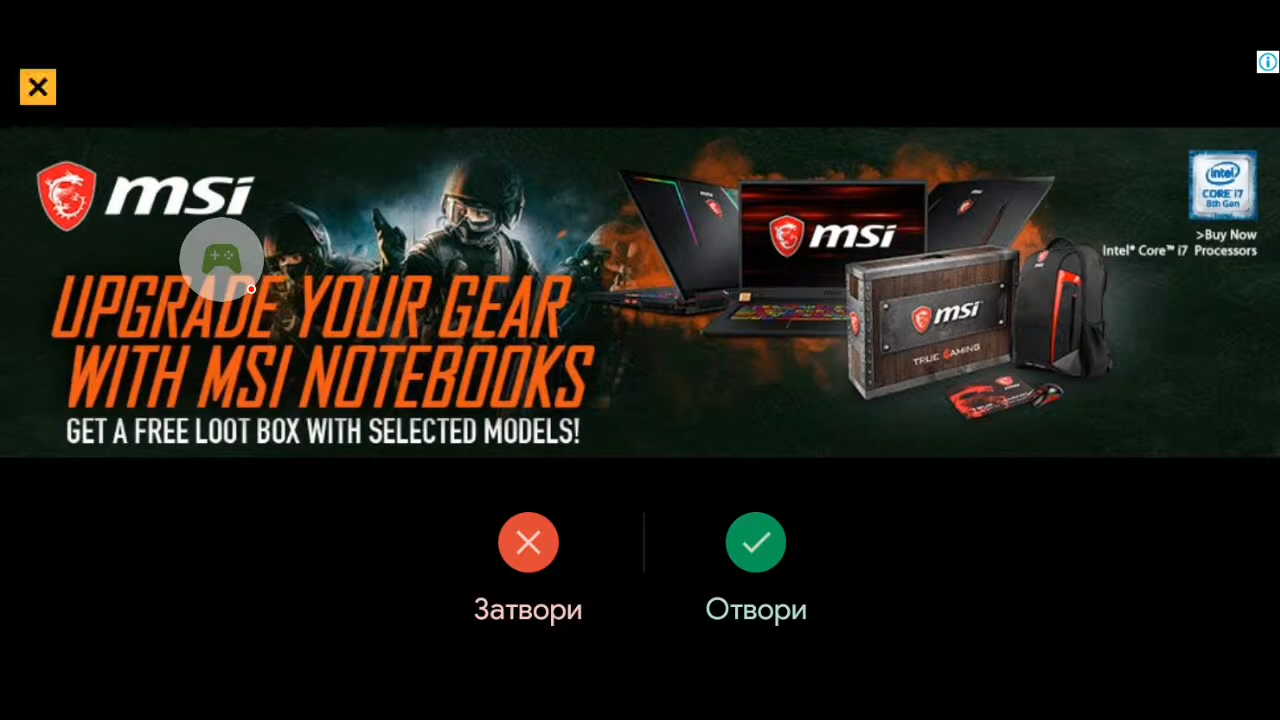 msi
intel
CORE i7
8th Gen
>Buy Now
Intel® Core™ i7 Processors
msi
msi
TRUE GAMING
UPGRADE YOUR GEAR
WITH MSI NOTEBOOKS
GET A FREE LOOT BOX WITH SELECTED MODELS!
Затвори
Отвори